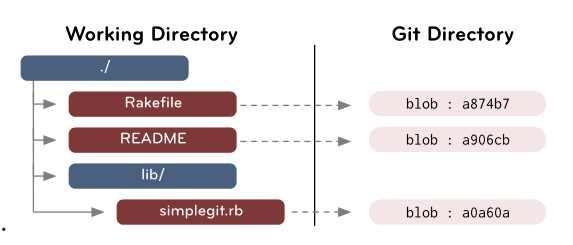 Working Directory
Git Directory
./
Rakefile
blob : a874b7
README
blob : a906cb
lib/
simplegit.rb
blob : a0a60a